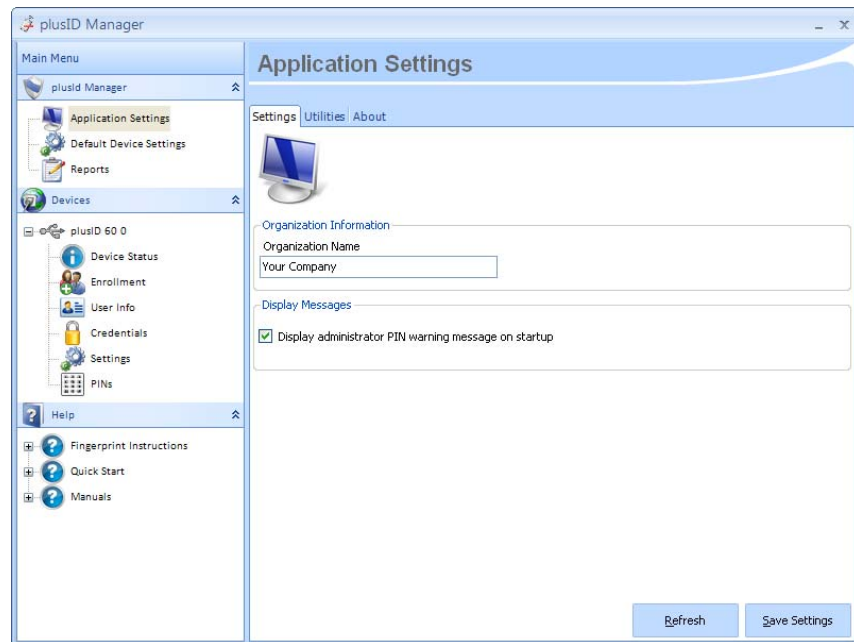 plusID Manager
Main Menu
plusId Manager
Application Settings
Default Device Settings
Reports
Devices
plusID 60 0
Device Status
Enrollment
User Info
Credentials
Settings
PINs
Help
Fingerprint Instructions
Quick Start
Manuals
Application Settings
Settings Utilities About
Organization Information
Organization Name
Your Company
Display Messages
Display administrator PIN warning message on startup
Refresh Save Settings